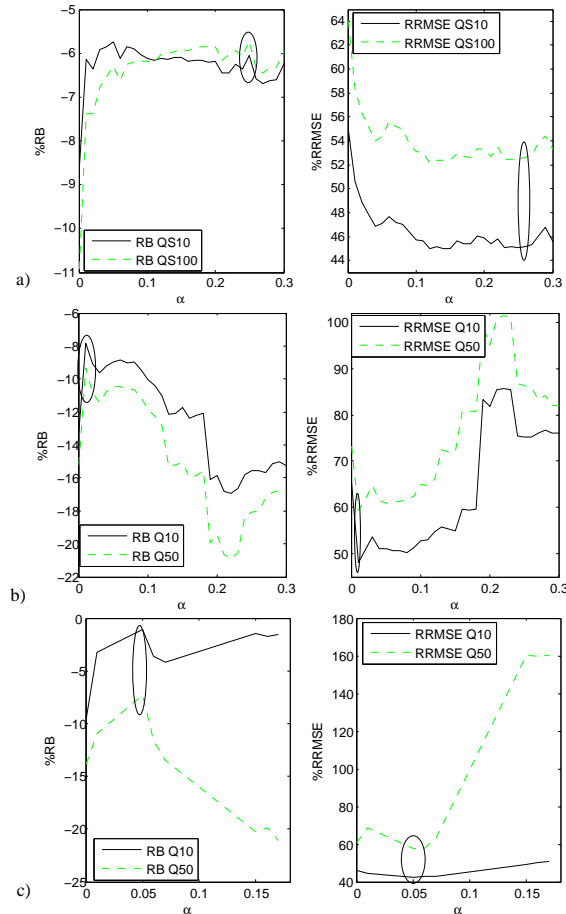 −5
−6
−7
−8
−9
−10
−11
%RB
0 0.1 0.2 0.3
α
RB QS10
RB QS100
a)
64
62
60
58
56
54
52
50
48
46
44
%RRMSE
0 0.1 0.2 0.3
α
RRMSE QS10
RRMSE QS100
−6
−8
−10
−12
−14
−16
−18
−20
−22
%RB
0 0.1 0.2 0.3
α
RB Q10
RB Q50
b)
100
90
80
70
60
50
%RRMSE
0 0.1 0.2 0.3
α
RRMSE Q10
RRMSE Q50
0
−5
−10
−15
−20
−25
%RB
0 0.05 0.1 0.15
α
RB Q10
RB Q50
c)
180
160
140
120
100
80
60
40
%RRMSE
0 0.05 0.1 0.15
α
RRMSE Q10
RRMSE Q50